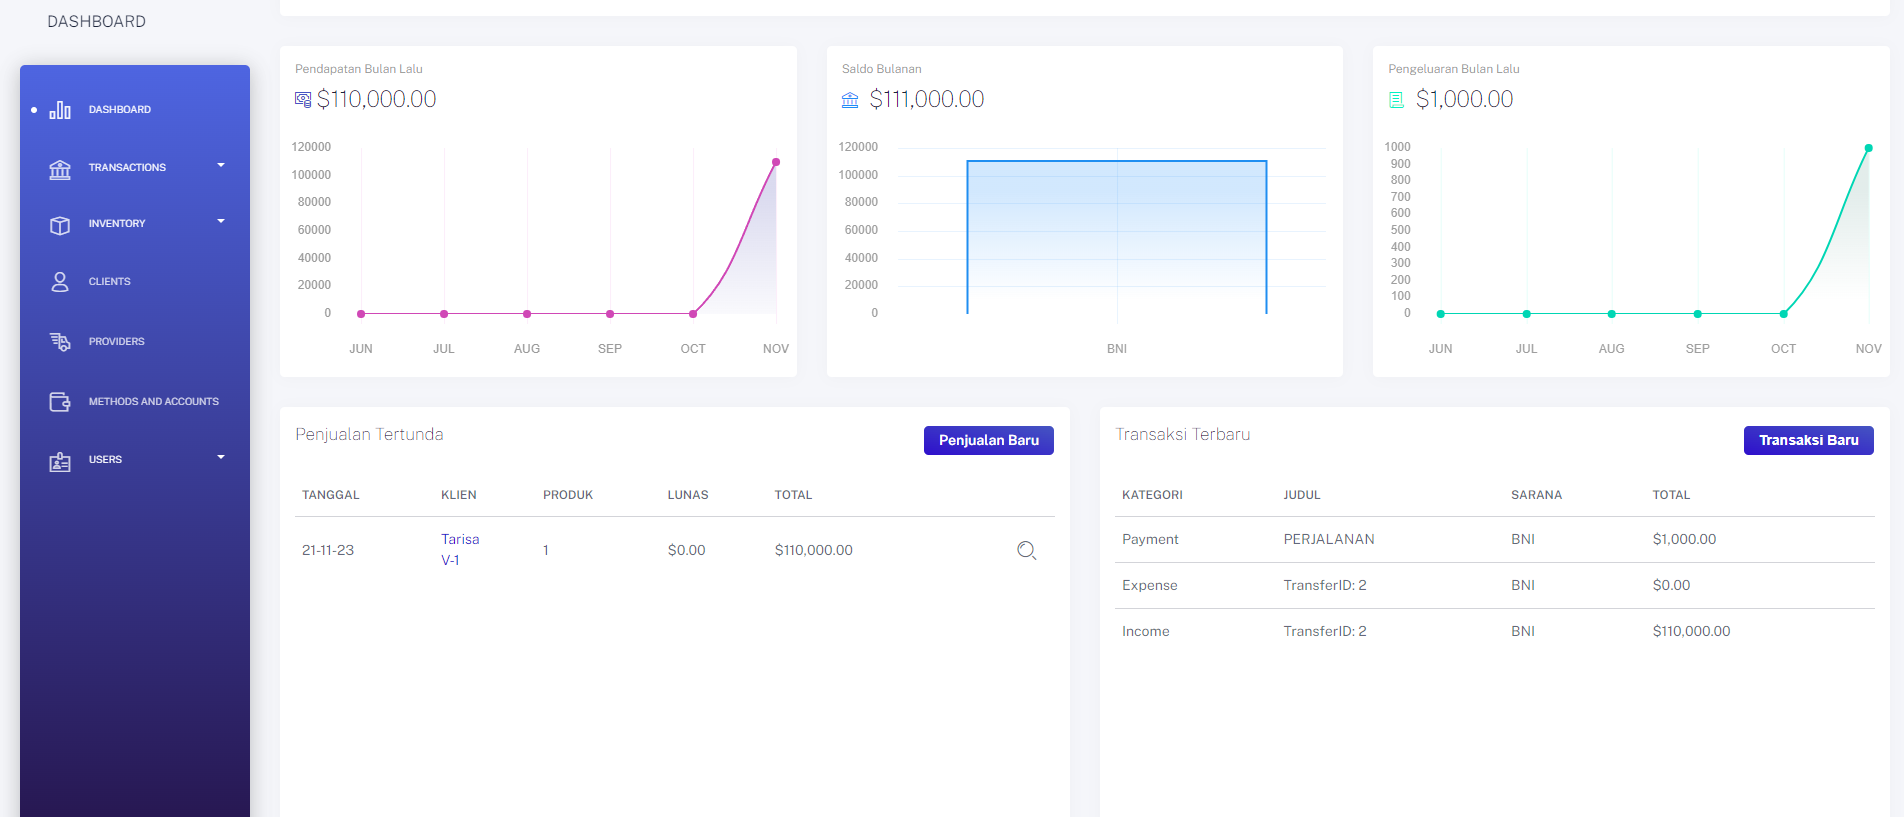 DASHBOARD
DASHBOARD
TRANSACTIONS
INVENTORY
CLIENTS
PROVIDERS
METHODS AND ACCOUNTS
USERS
Pendapatan Bulan Lalu
$110,000.00
120000
100000
80000
60000
40000
20000
0
JUN JUL AUG SEP OCT NOV
Saldo Bulanan
$111,000.00
120000
100000
80000
60000
40000
20000
0
BNI
Pengeluaran Bulan Lalu
$1,000.00
1000
900
800
700
600
500
400
300
200
100
0
JUN JUL AUG SEP OCT NOV
Penjualan Tertunda
Penjualan Baru
TANGGAL KLIEN PRODUK LUNAS TOTAL
21-11-23 Tarisa V-1 1 $0.00 $110,000.00
Transaksi Terbaru
Transaksi Baru
KATEGORI JUDUL SARANA TOTAL
Payment PERJALANAN BNI $1,000.00
Expense TransferID: 2 BNI $0.00
Income TransferID: 2 BNI $110,000.00